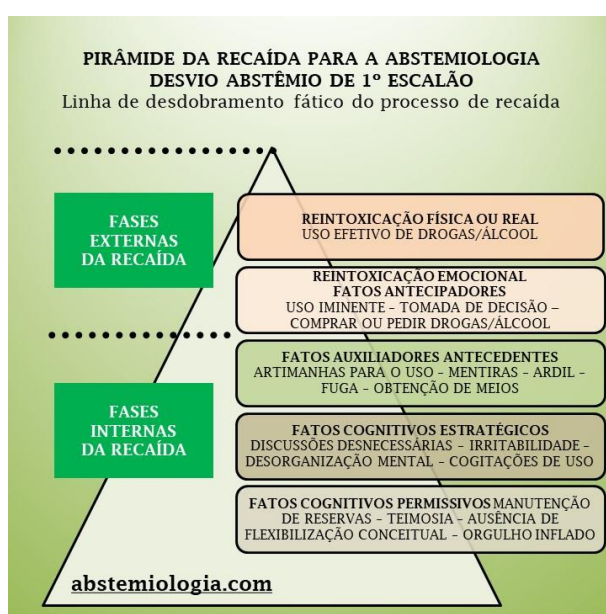 PIRÂMIDE DA RECAÍDA PARA A ABSTEMIOLOGIA
DESVIO ABSTÊMIO DE 1º ESCALÃO
Linha de desdobramento fático do processo de recaída
FASES
EXTERNAS
DA RECAÍDA
REINTOXICAÇÃO FÍSICA OU REAL
USO EFETIVO DE DROGAS/ÁLCOOL
REINTOXICAÇÃO EMOCIONAL
FATOS ANTECIPADORES
USO IMINENTE – TOMADA DE DECISÃO –
COMPRAR OU PEDIR DROGAS/ÁLCOOL
FASES
INTERNAS
DA RECAÍDA
FATOS AUXILIADORES ANTECEDENTES
ARTIMANHAS PARA O USO – MENTIRAS – ARDIL –
FUGA – OBTENÇÃO DE MEIOS
FATOS COGNITIVOS ESTRATÉGICOS
DISCUSSÕES DESNECESSÁRIAS – IRRITABILIDADE –
DESORGANIZAÇÃO MENTAL – COGITAÇÕES DE USO
FATOS COGNITIVOS PERMISSIVOS MANUTENÇÃO
DE RESERVAS – TEIMOSIA – AUSÊNCIA DE
FLEXIBILIZAÇÃO CONCEITUAL – ORGULHO INFLADO
abstemiologia.com